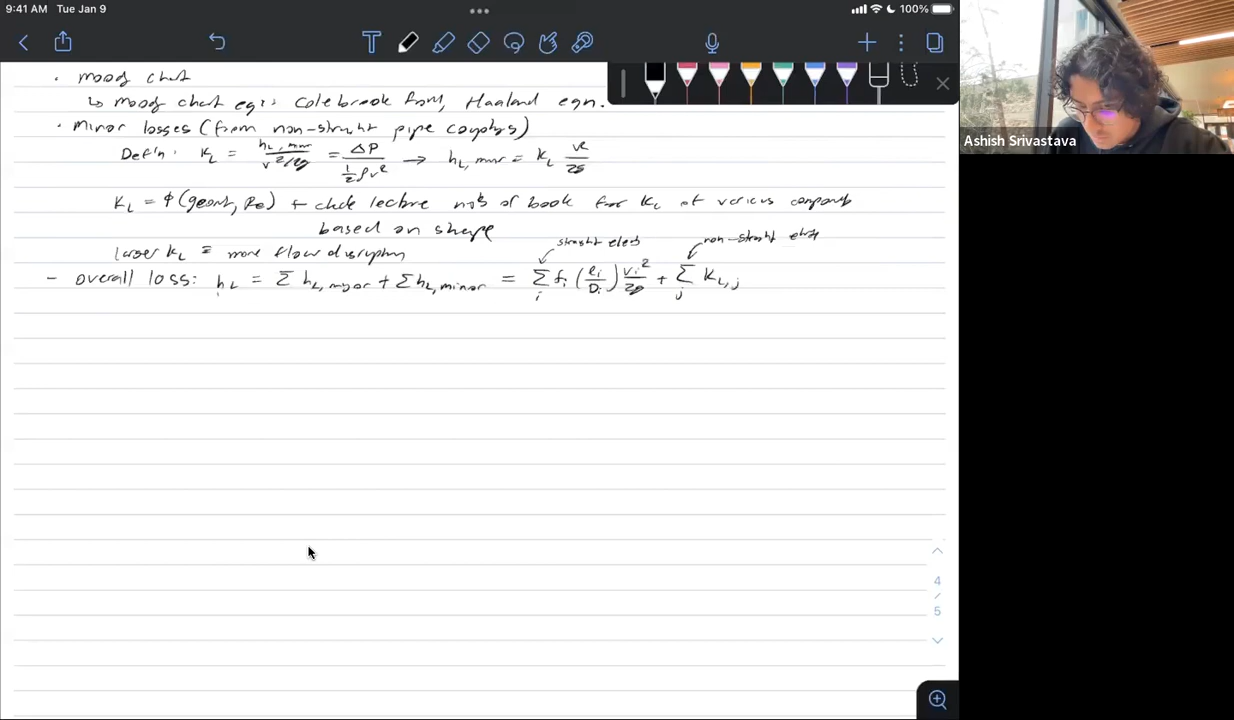 9:41 AM Tue Jan 9
100%
• moody chart
↳ moody chart eqs: Colebrook form, Haaland eqn.
• Minor losses (from non-straight pipe couplings)
Def'n: K_L = h_L,minor / (V²/2g) = ΔP / (½ρV²) → h_L,minor = K_L V²/2g
K_L = φ(geom, Re) + check lecture notes or book for K_L of various components
based on shape
larger K_L ≡ more flow disruption
straight elects
non-straight
- overall loss: h_L = Σ h_L,major + Σ h_L,minor = Σ_i f_i (l_i/D_i) V_i²/2g + Σ_j K_L,j
Ashish Srivastava
4
/
5